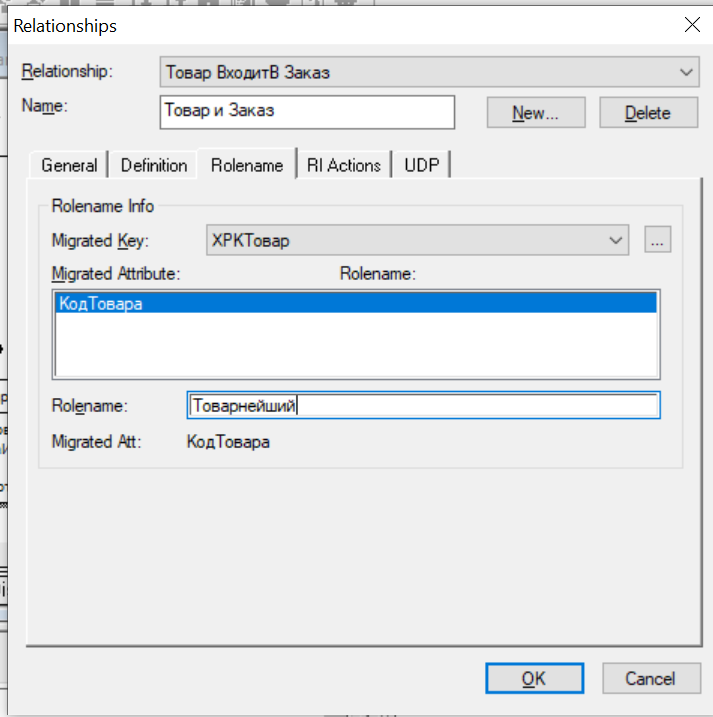 Relationships
Relationship: Товар ВходитВ Заказ
Name: Товар и Заказ New... Delete
General Definition Rolename RI Actions UDP
Rolename Info
Migrated Key: ХРКТовар ...
Migrated Attribute: Rolename:
КодТовара
Rolename: Товарнейший
Migrated Att: КодТовара
OK Cancel